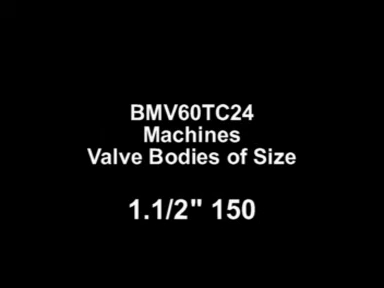 BMV60TC24
Machines
Valve Bodies of Size
1.1/2" 150